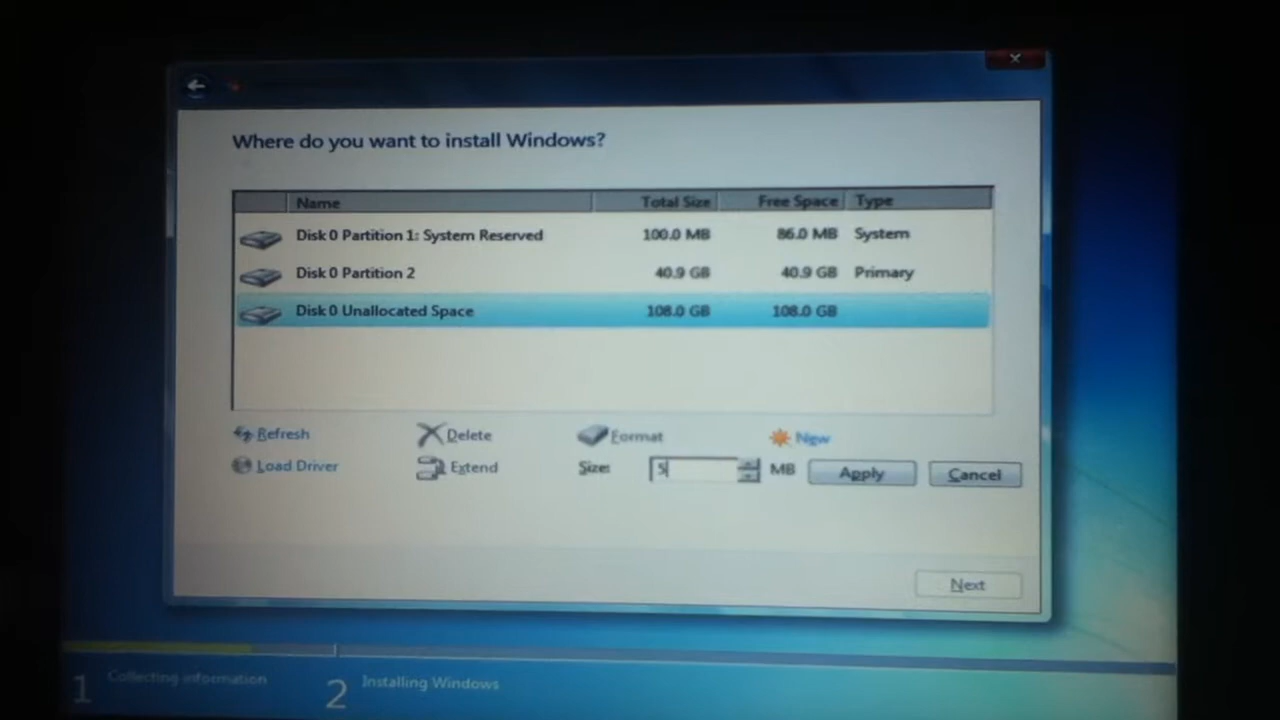 Where do you want to install Windows?
Name Total Size Free Space Type
Disk 0 Partition 1: System Reserved 100.0 MB 86.0 MB System
Disk 0 Partition 2 40.9 GB 40.9 GB Primary
Disk 0 Unallocated Space 108.0 GB 108.0 GB
Refresh Delete Format New
Load Driver Extend Size: 5 MB Apply Cancel
Next
1 Collecting information 2 Installing Windows